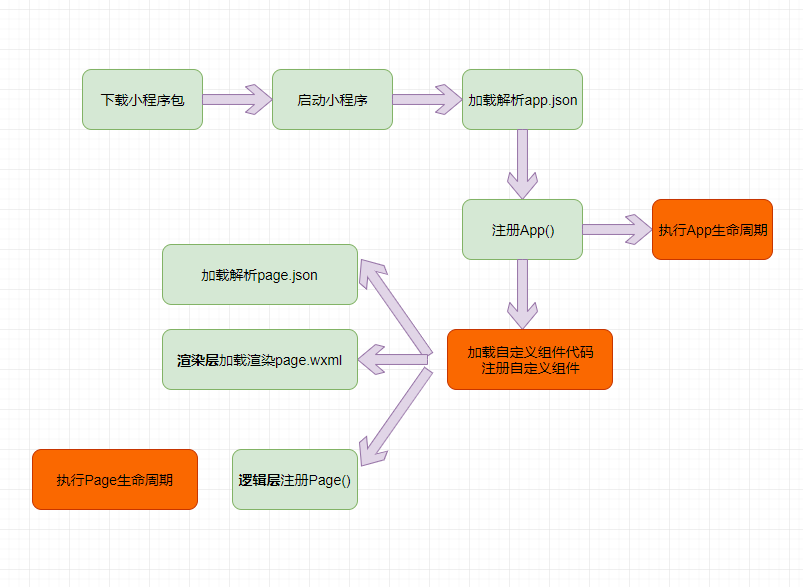 下载小程序包
启动小程序
加载解析app.json
注册App()
执行App生命周期
加载解析page.json
渲染层加载渲染page.wxml
加载自定义组件代码
注册自定义组件
执行Page生命周期
逻辑层注册Page()